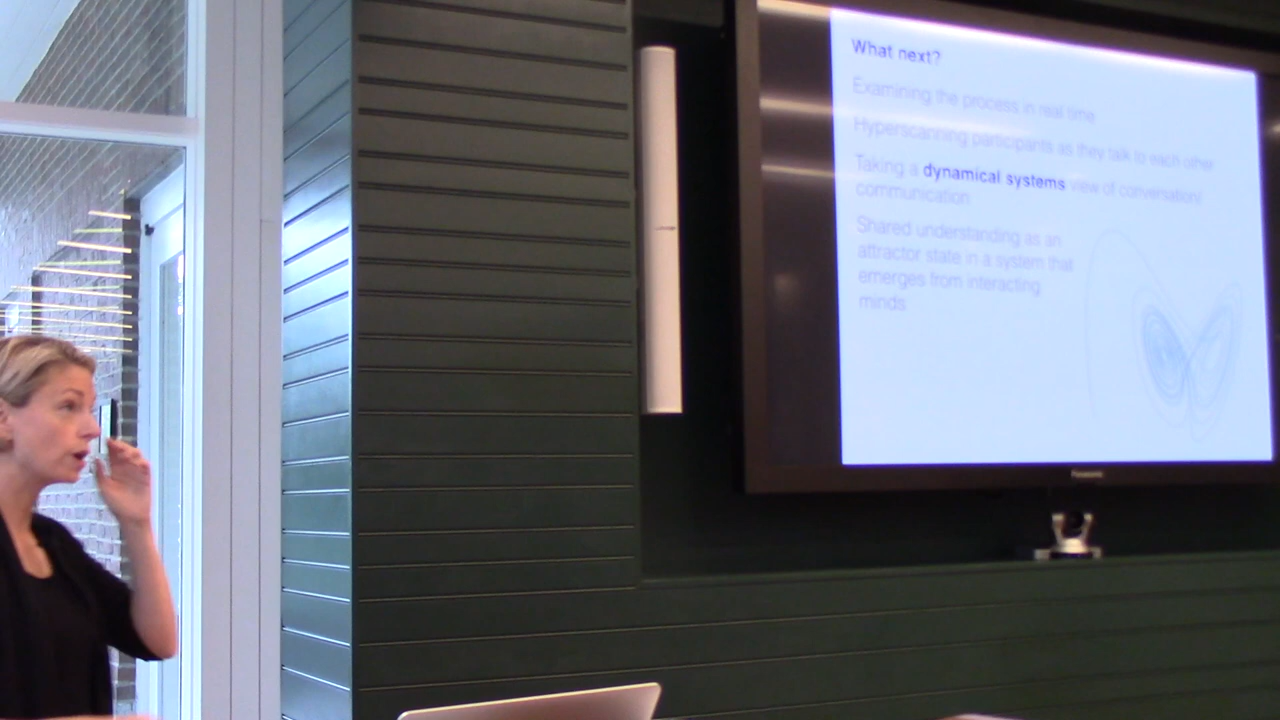 What next?
Examining the process in real time
Hyperscanning participants as they talk to each other
Taking a dynamical systems view of conversation/
communication
Shared understanding as an
attractor state in a system that
emerges from interacting
minds
Panasonic